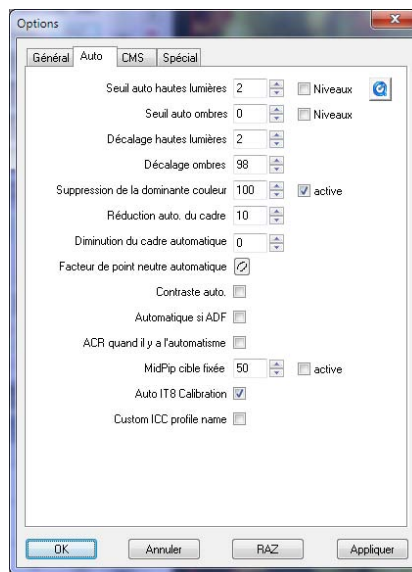 Options
Général Auto CMS Spécial
Seuil auto hautes lumières 2 Niveaux
Seuil auto ombres 0 Niveaux
Décalage hautes lumières 2
Décalage ombres 98
Suppression de la dominante couleur 100 active
Réduction auto. du cadre 10
Diminution du cadre automatique 0
Facteur de point neutre automatique
Contraste auto.
Automatique si ADF
ACR quand il y a l'automatisme
MidPip cible fixée 50 active
Auto IT8 Calibration
Custom ICC profile name
OK Annuler RAZ Appliquer